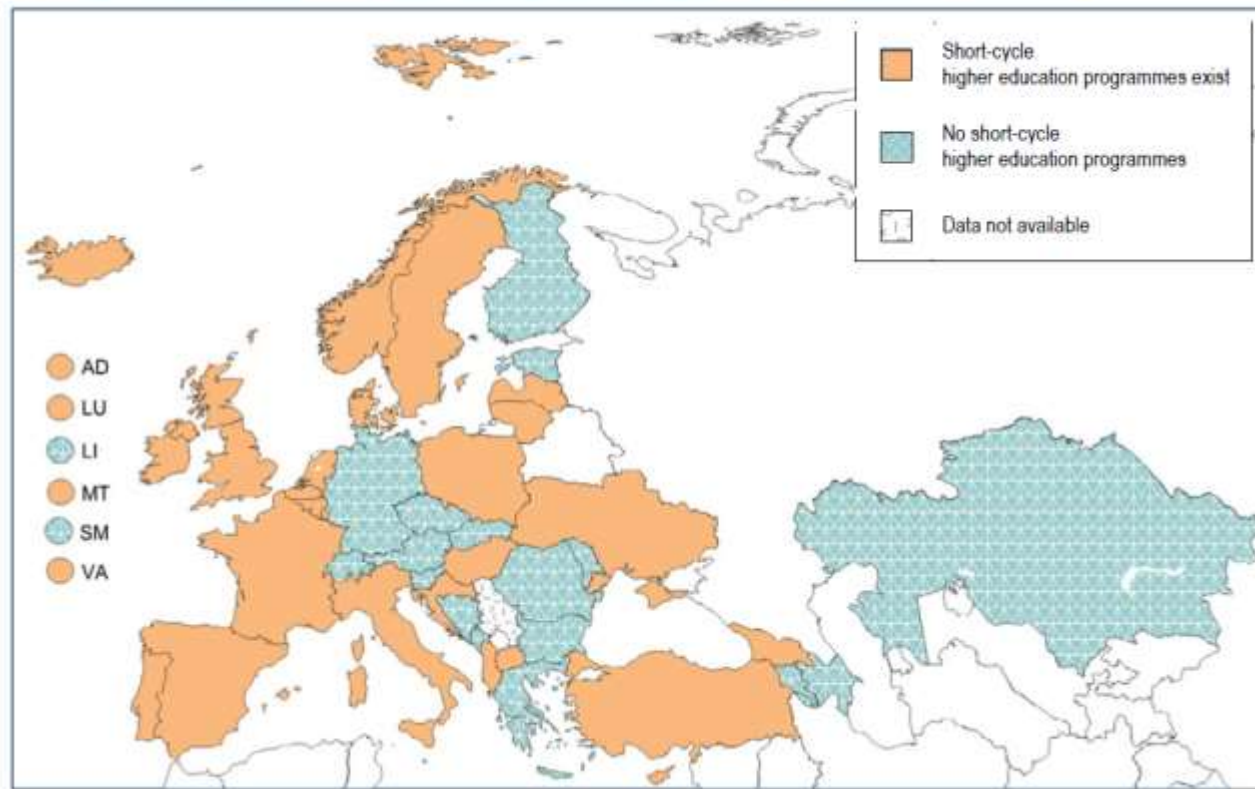 Short-cycle
higher education programmes exist
No short-cycle
higher education programmes
Data not available
AD
LU
LI
MT
SM
VA